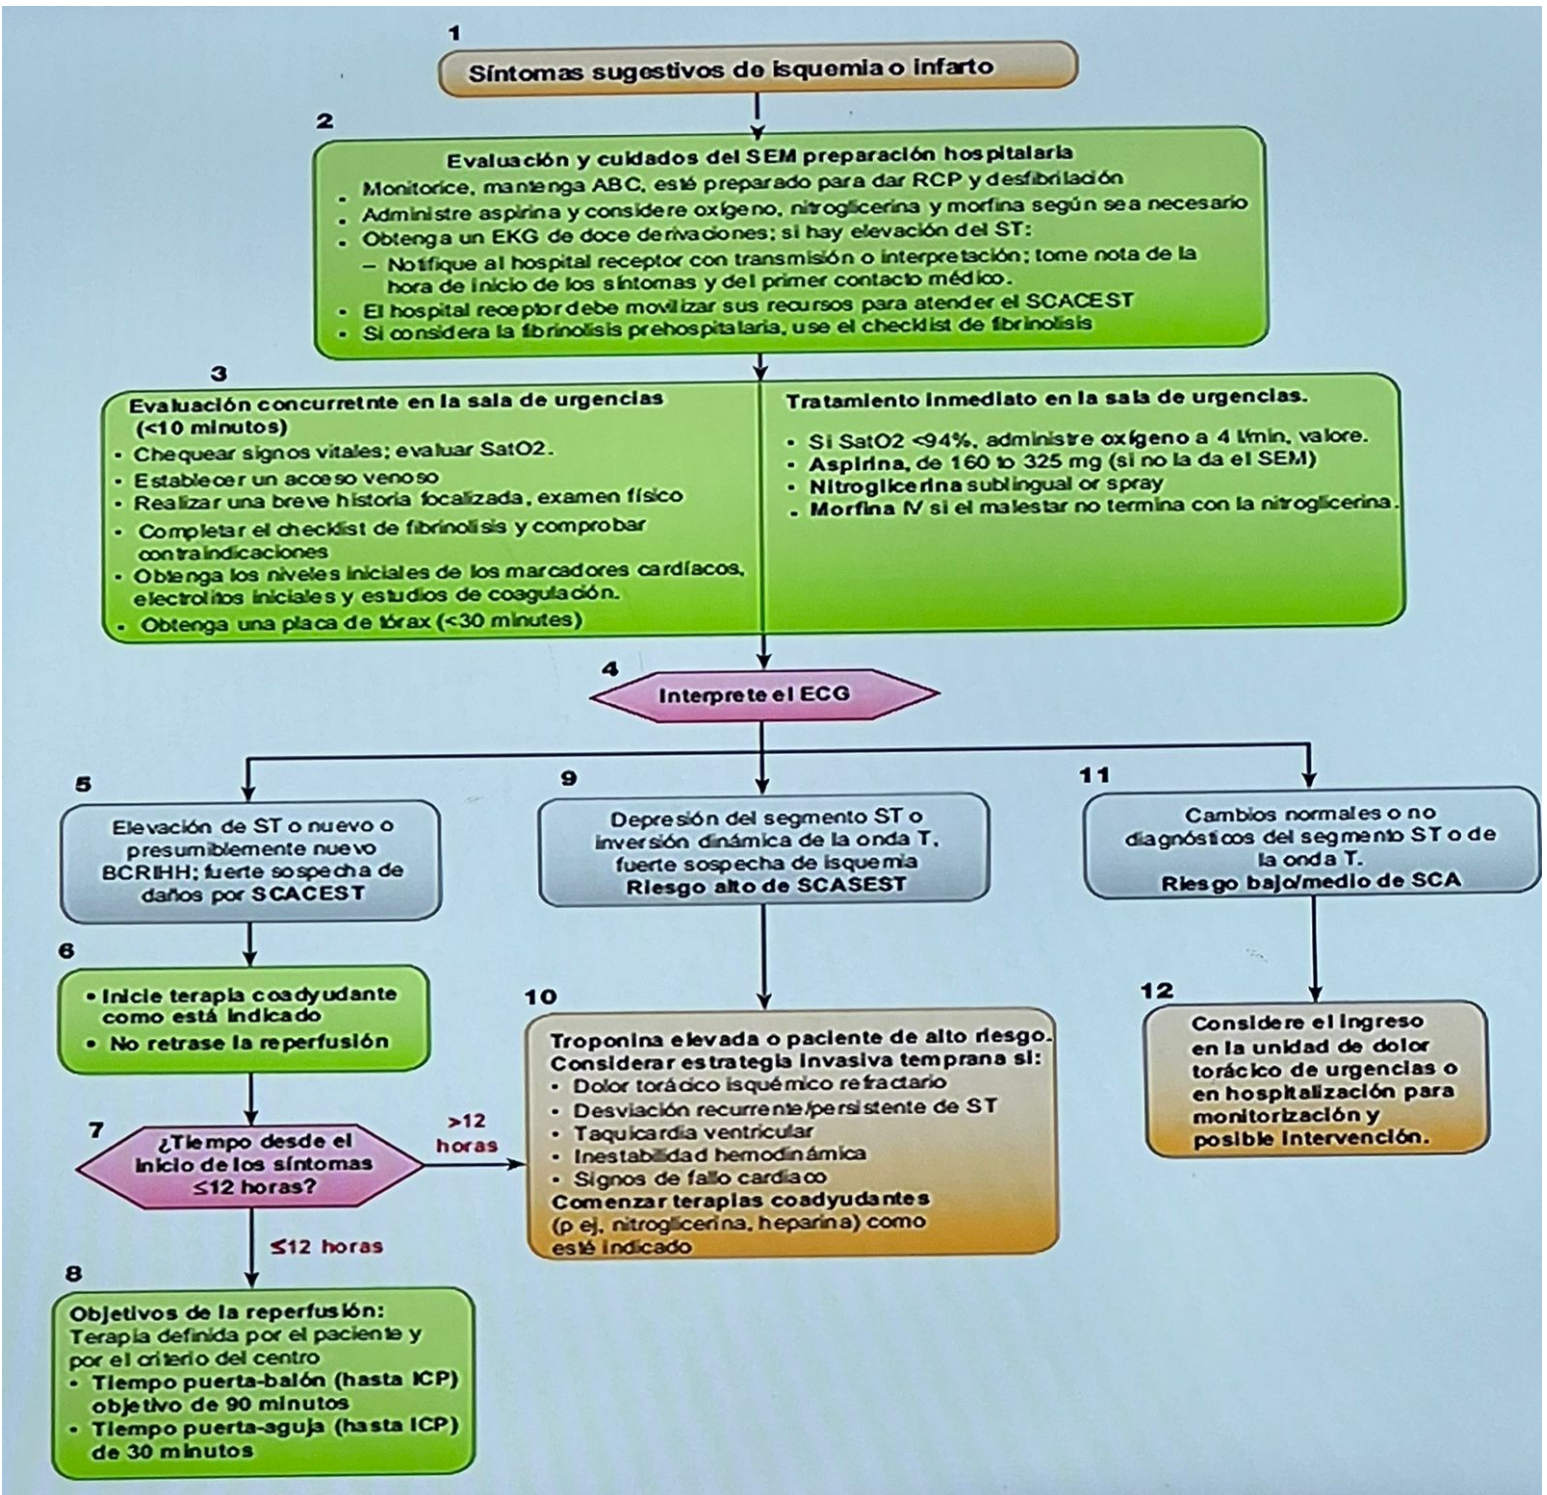 1
Síntomas sugestivos de isquemia o infarto
2
Evaluación y cuidados del SEM preparación hospitalaria
• Monitorice, mantenga ABC, esté preparado para dar RCP y desfibrilación
• Administre aspirina y considere oxígeno, nitroglicerina y morfina según sea necesario
• Obtenga un EKG de doce derivaciones; si hay elevación del ST:
– Notifique al hospital receptor con transmisión o interpretación; tome nota de la
hora de inicio de los síntomas y del primer contacto médico.
• El hospital receptor debe movilizar sus recursos para atender el SCACEST
• Si considera la fibrinolisis prehospitalaria, use el checklist de fibrinolisis
3
Evaluación concurretnte en la sala de urgencias
(<10 minutos)
• Chequear signos vitales; evaluar SatO2.
• Establecer un acceso venoso
• Realizar una breve historia focalizada, examen físico
• Completar el checklist de fibrinolisis y comprobar
contraindicaciones
• Obtenga los niveles iniciales de los marcadores cardíacos,
electrolitos iniciales y estudios de coagulación.
• Obtenga una placa de tórax (<30 minutes)
Tratamiento inmediato en la sala de urgencias.
• Si SatO2 <94%, administre oxígeno a 4 l/min, valore.
• Aspirina, de 160 to 325 mg (si no la da el SEM)
• Nitroglicerina sublingual or spray
• Morfina IV si el malestar no termina con la nitroglicerina.
4
Interprete el ECG
5
Elevación de ST o nuevo o
presumiblemente nuevo
BCRIHH; fuerte sospecha de
daños por SCACEST
9
Depresión del segmento ST o
inversión dinámica de la onda T,
fuerte sospecha de isquemia
Riesgo alto de SCASEST
11
Cambios normales o no
diagnósticos del segmento ST o de
la onda T.
Riesgo bajo/medio de SCA
6
• Inicie terapia coadyudante
como está indicado
• No retrase la reperfusión
7
¿Tiempo desde el
inicio de los síntomas
≤12 horas?
>12
horas
≤12 horas
8
Objetivos de la reperfusión:
Terapia definida por el paciente y
por el criterio del centro
• Tiempo puerta-balón (hasta ICP)
objetivo de 90 minutos
• Tiempo puerta-aguja (hasta ICP)
de 30 minutos
10
Troponina elevada o paciente de alto riesgo.
Considerar estrategia invasiva temprana si:
• Dolor torácico isquémico refractario
• Desviación recurrente/persistente de ST
• Taquicardia ventricular
• Inestabilidad hemodinámica
• Signos de fallo cardiaco
Comenzar terapias coadyudantes
(p ej, nitroglicerina, heparina) como
esté indicado
12
Considere el ingreso
en la unidad de dolor
torácico de urgencias o
en hospitalización para
monitorización y
posible intervención.